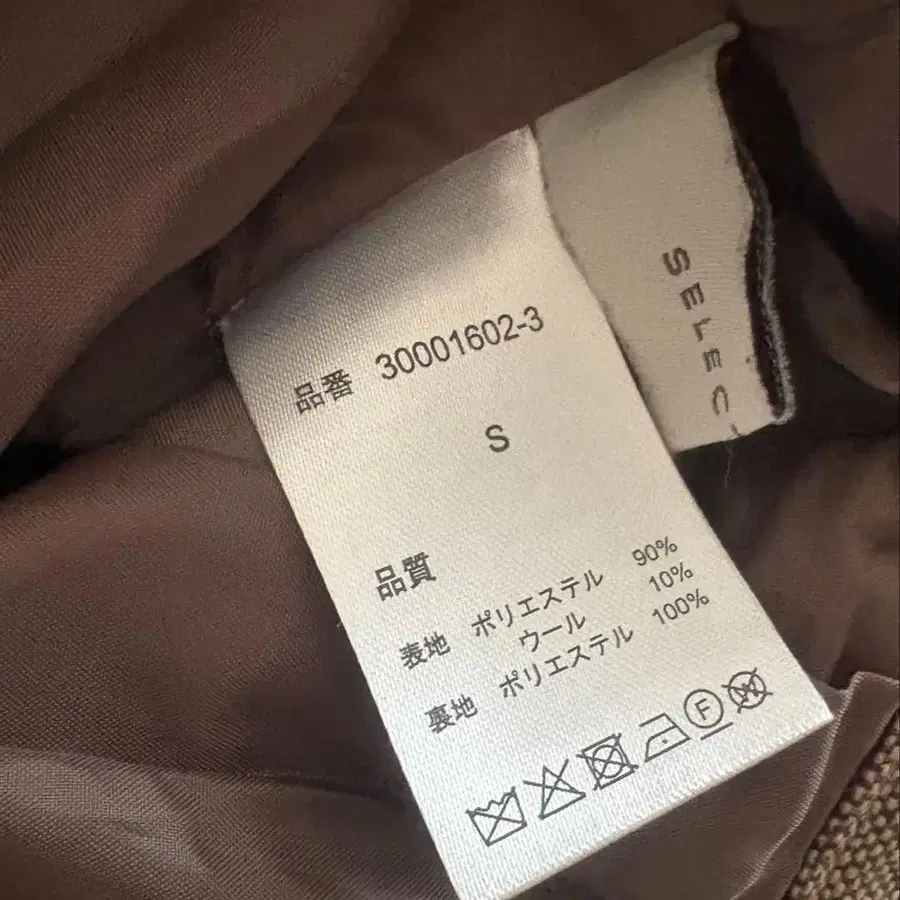 品番 30001602-3
S
品質
表地 ポリエステル 90%
ウール 10%
裏地 ポリエステル 100%
F
W
SELEC